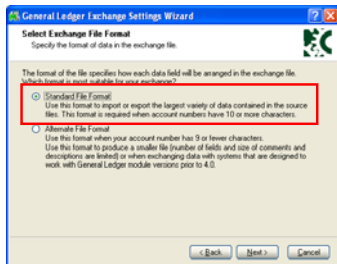 General Ledger Exchange Settings Wizard
Select Exchange File Format
Specify the format of data in the exchange file.
The format of the file specifies how each data field will be arranged in the exchange file.
Which format is most suitable for your exchange?
Standard File Format
Use this format to import or export the largest variety of data contained in the source
files. This format is required when account numbers have 10 or more characters.
Alternate File Format
Use this format when your account number has 9 or fewer characters.
Use this format to produce a smaller file (number of fields and size of comments and
descriptions are limited) or when exchanging data with systems that are designed to
work with General Ledger module versions prior to 4.0.
< Back Next > Cancel